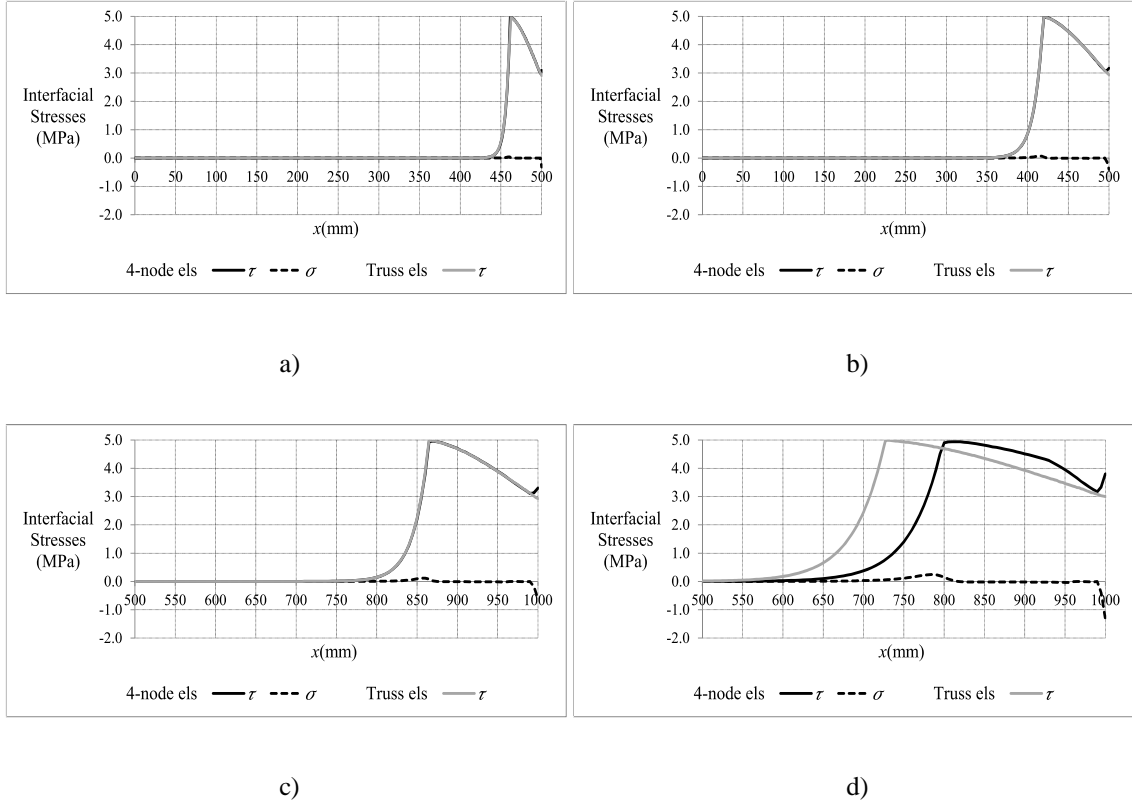 5.0
4.0
3.0
2.0
1.0
0.0
-1.0
-2.0
Interfacial
Stresses
(MPa)
0 50 100 150 200 250 300 350 400 450 500
x(mm)
4-node els τ σ Truss els τ
a)
5.0
4.0
3.0
2.0
1.0
0.0
-1.0
-2.0
Interfacial
Stresses
(MPa)
0 50 100 150 200 250 300 350 400 450 500
x(mm)
4-node els τ σ Truss els τ
b)
5.0
4.0
3.0
2.0
1.0
0.0
-1.0
-2.0
Interfacial
Stresses
(MPa)
500 550 600 650 700 750 800 850 900 950 1000
x(mm)
4-node els τ σ Truss els τ
c)
5.0
4.0
3.0
2.0
1.0
0.0
-1.0
-2.0
Interfacial
Stresses
(MPa)
500 550 600 650 700 750 800 850 900 950 1000
x(mm)
4-node els τ σ Truss els τ
d)